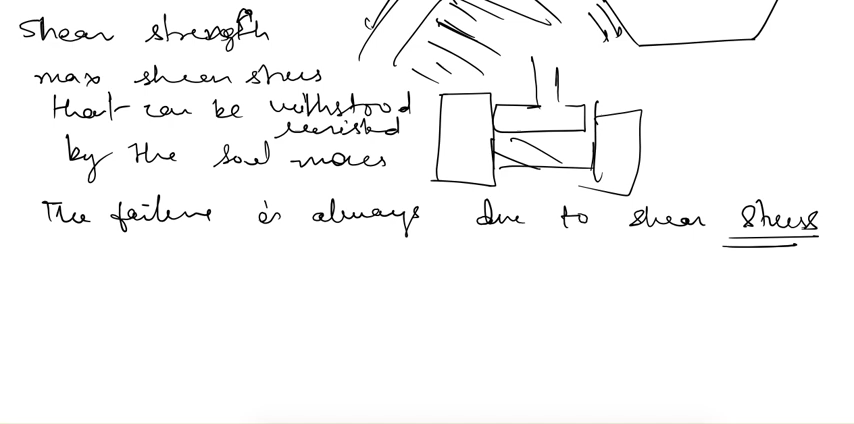 Shear strength
max shear stress
that can be withstood
resisted
by the soil mass
The failure is always due to shear stress